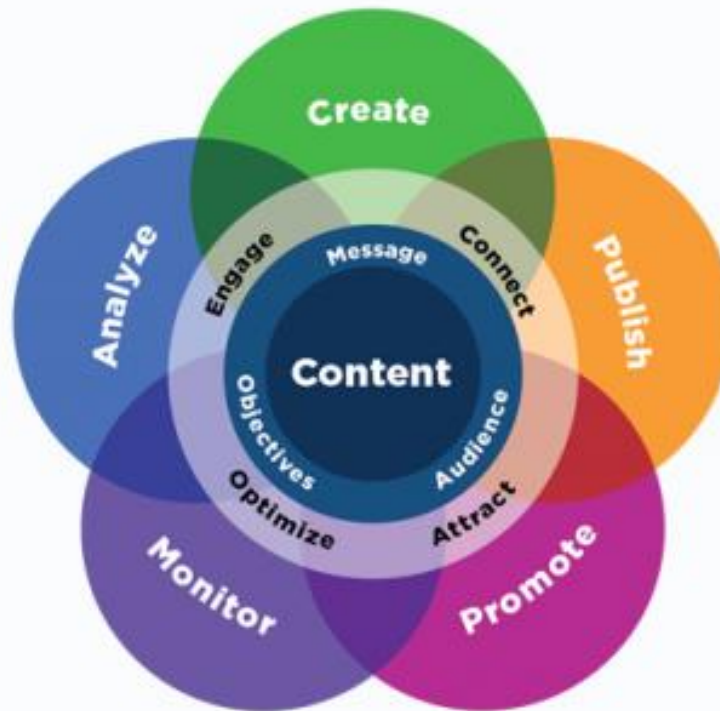 Create
Publish
Promote
Monitor
Analyze
Engage
Connect
Attract
Optimize
Message
Audience
Objectives
Content